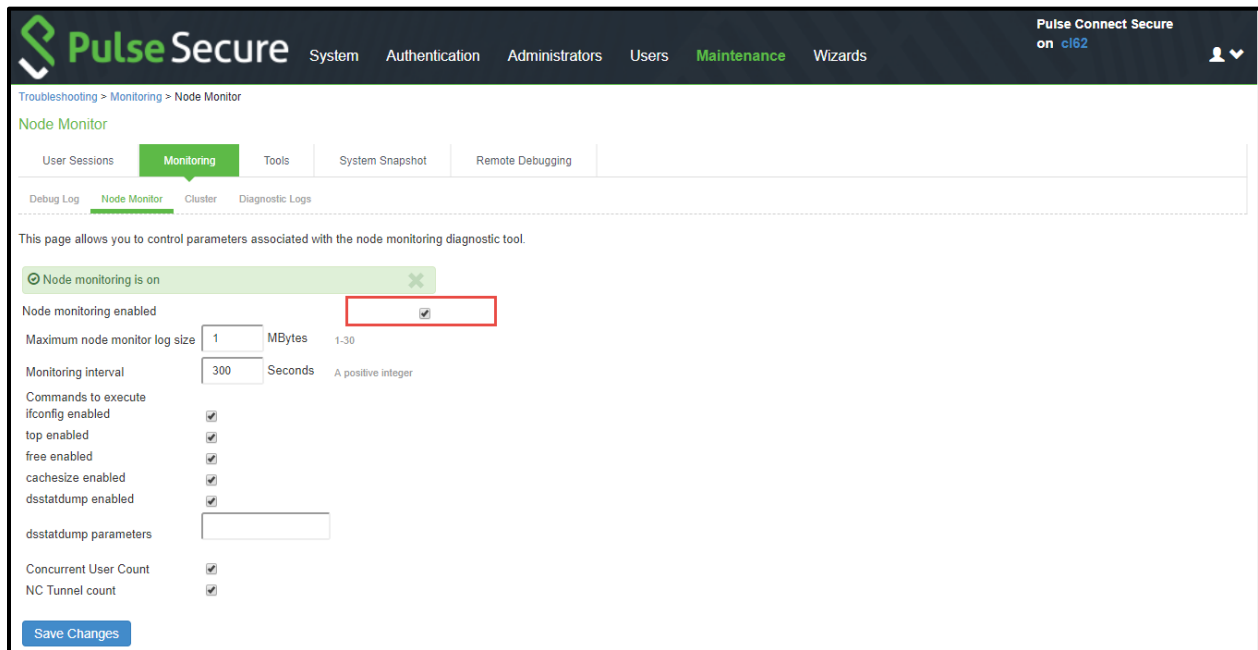 Pulse Secure System Authentication Administrators Users Maintenance Wizards
Pulse Connect Secure
on cl62
Troubleshooting > Monitoring > Node Monitor
Node Monitor
User Sessions Monitoring Tools System Snapshot Remote Debugging
Debug Log Node Monitor Cluster Diagnostic Logs
This page allows you to control parameters associated with the node monitoring diagnostic tool.
Node monitoring is on
Node monitoring enabled
Maximum node monitor log size 1 MBytes 1-30
Monitoring interval 300 Seconds A positive integer
Commands to execute
ifconfig enabled
top enabled
free enabled
cachesize enabled
dsstatdump enabled
dsstatdump parameters
Concurrent User Count
NC Tunnel count
Save Changes